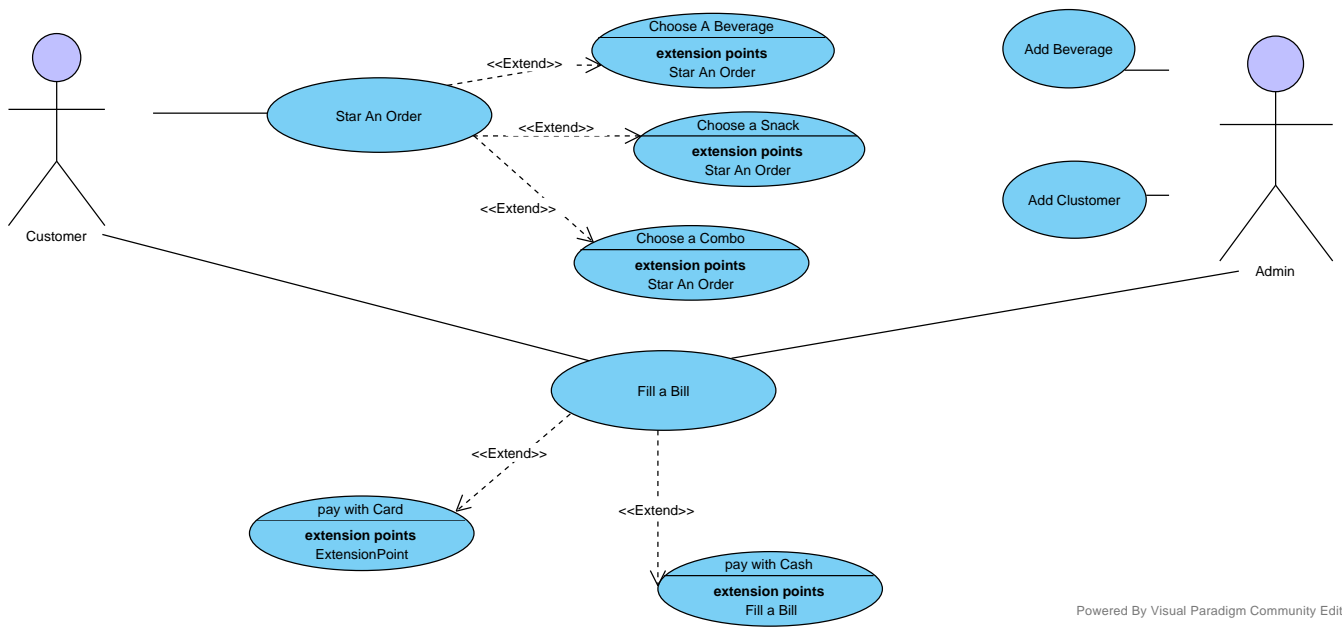 Choose A Beverage
extension points
Star An Order
<<Extend>>
Add Beverage
Star An Order
<<Extend>>
Choose a Snack
extension points
Star An Order
Add Clustomer
<<Extend>>
Customer
Choose a Combo
extension points
Star An Order
Admin
Fill a Bill
<<Extend>>
pay with Card
extension points
ExtensionPoint
<<Extend>>
pay with Cash
extension points
Fill a Bill
Powered By Visual Paradigm Community Edit